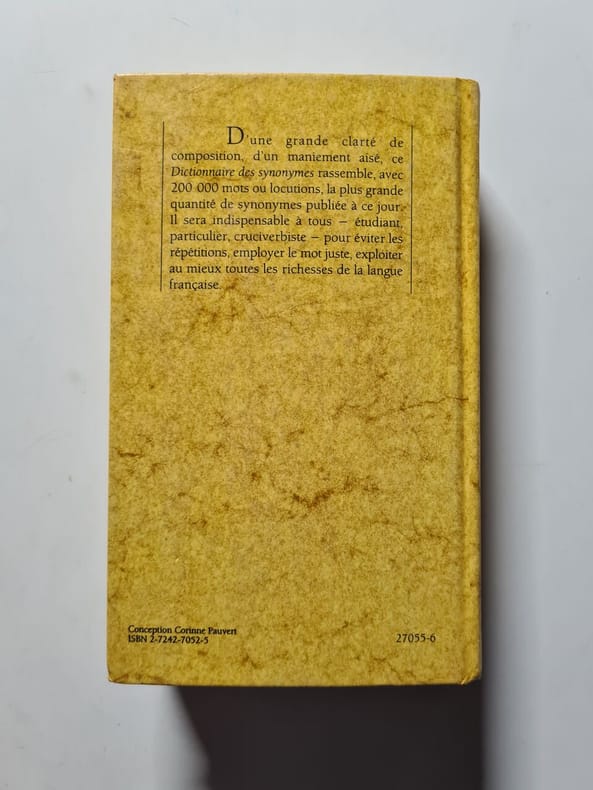 D'une grande clarté de
composition, d'un maniement aisé, ce
Dictionnaire des synonymes rassemble, avec
200 000 mots ou locutions, la plus grande
quantité de synonymes publiée à ce jour.
Il sera indispensable à tous — étudiant,
particulier, cruciverbiste — pour éviter les
répétitions, employer le mot juste, exploiter
au mieux toutes les richesses de la langue
française.
Conception Corinne Pauvert
ISBN 2-7242-7052-5
27055-6